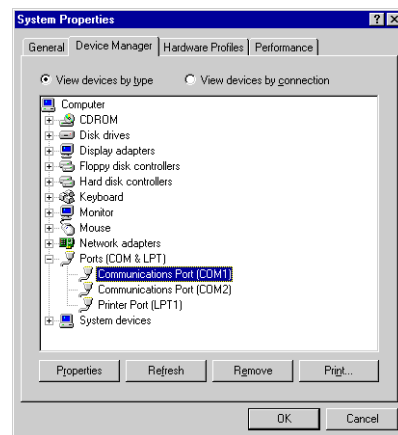 System Properties
General Device Manager Hardware Profiles Performance
View devices by type View devices by connection
Computer
CDROM
Disk drives
Display adapters
Floppy disk controllers
Hard disk controllers
Keyboard
Monitor
Mouse
Network adapters
Ports (COM & LPT)
Communications Port (COM1)
Communications Port (COM2)
Printer Port (LPT1)
System devices
Properties Refresh Remove Print...
OK Cancel